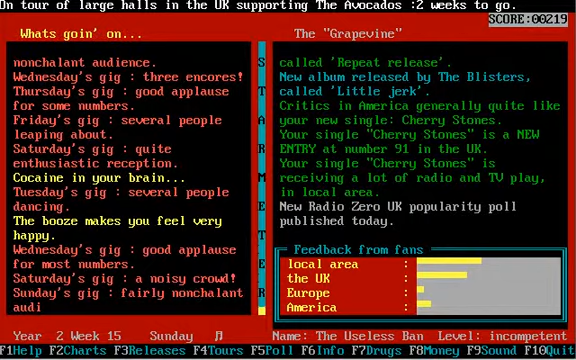 On tour of large halls in the UK supporting The Avocados :2 weeks to go.
SCORE:00219
Whats goin' on...
nonchalant audience.
Wednesday's gig : three encores!
Thursday's gig : good applause
for some numbers.
Friday's gig : several people
leaping about.
Saturday's gig : quite
enthustic reception.
Cocaine in your brain...
Tuesday's gig : several people
dancing.
The booze makes you feel very
happy.
Wednesday's gig : good applause
for most numbers.
Saturday's gig : a noisy crowd!
Sunday's gig : fairly nonchalant
audi
STAR METER
The "Grapevine"
called 'Repeat release'.
New album released by The Blisters,
called 'Little jerk'.
Critics in America generally quite like
your new single: Cherry Stones.
Your single "Cherry Stones" is a NEW
ENTRY at number 91 in the UK.
Your single "Cherry Stones" is
receiving a lot of radio and TV play,
in local area.
New Radio Zero UK popularity poll
published today.
Feedback from fans
local area :
the UK :
Europe :
America :
Year 2 Week 15 Sunday ♫ Name: The Useless Ban Level: incompetent
F1Help F2Charts F3Releases F4Tours F5Poll F6Info F7Drugs F8Money F9Sound F10Quit